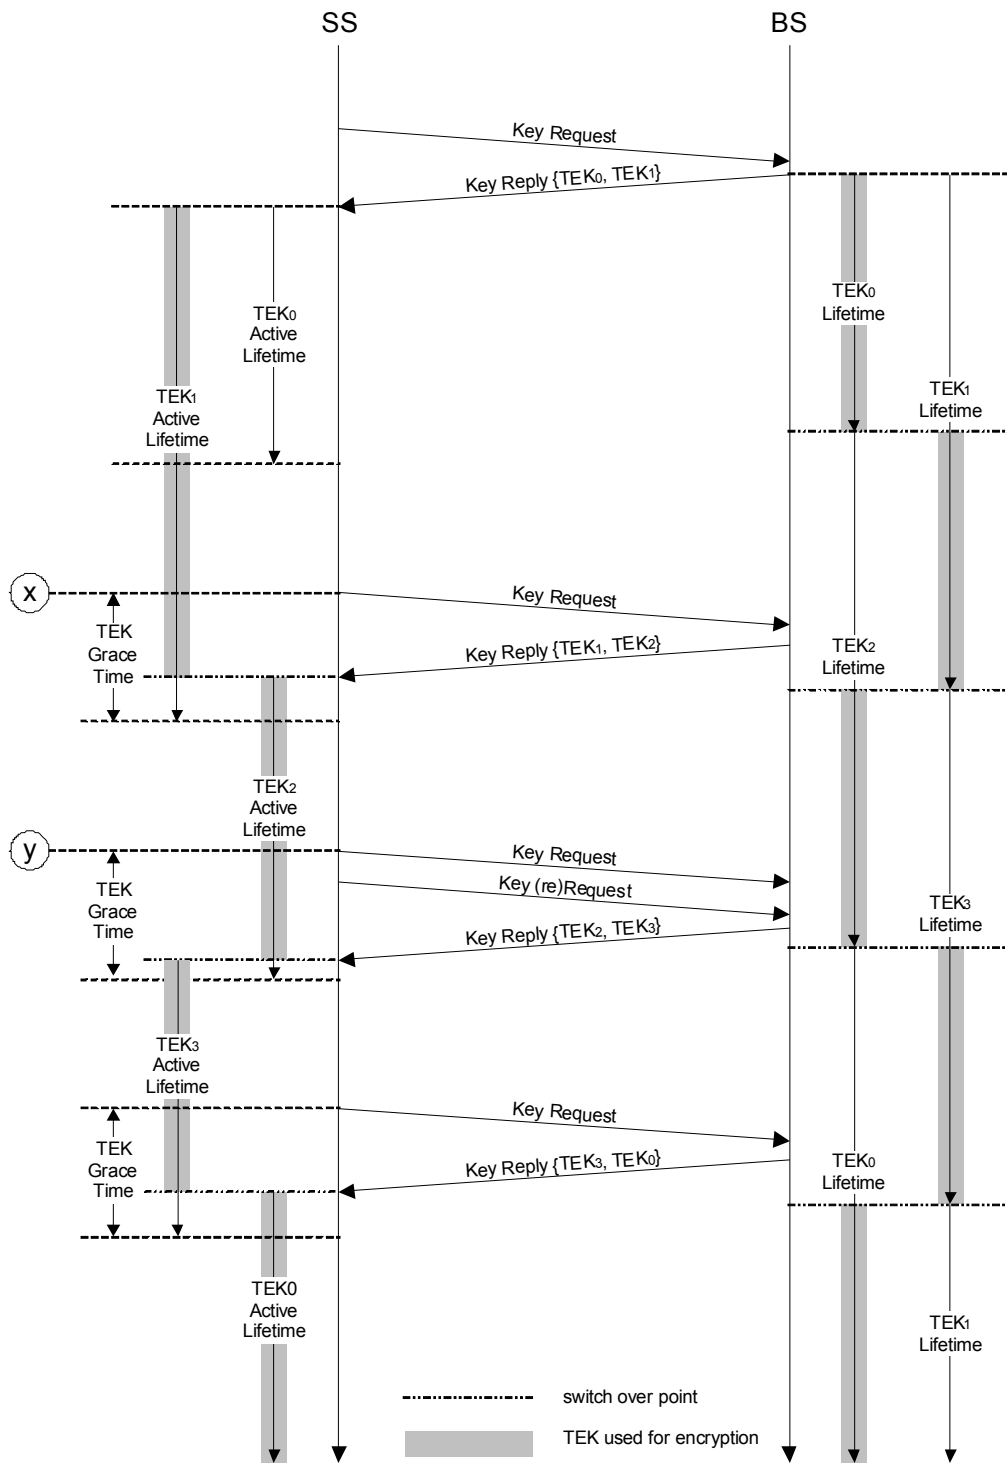 SS
BS
Key Request
Key Reply {TEK0, TEK1}
TEK0
Active
Lifetime
TEK0
Lifetime
TEK1
Active
Lifetime
TEK1
Lifetime
x
Key Request
TEK
Grace
Time
Key Reply {TEK1, TEK2}
TEK2
Lifetime
TEK2
Active
Lifetime
y
Key Request
TEK
Grace
Time
Key (re)Request
Key Reply {TEK2, TEK3}
TEK3
Lifetime
TEK3
Active
Lifetime
Key Request
TEK
Grace
Time
Key Reply {TEK3, TEK0}
TEK0
Lifetime
TEK0
Active
Lifetime
TEK1
Lifetime
switch over point
TEK used for encryption